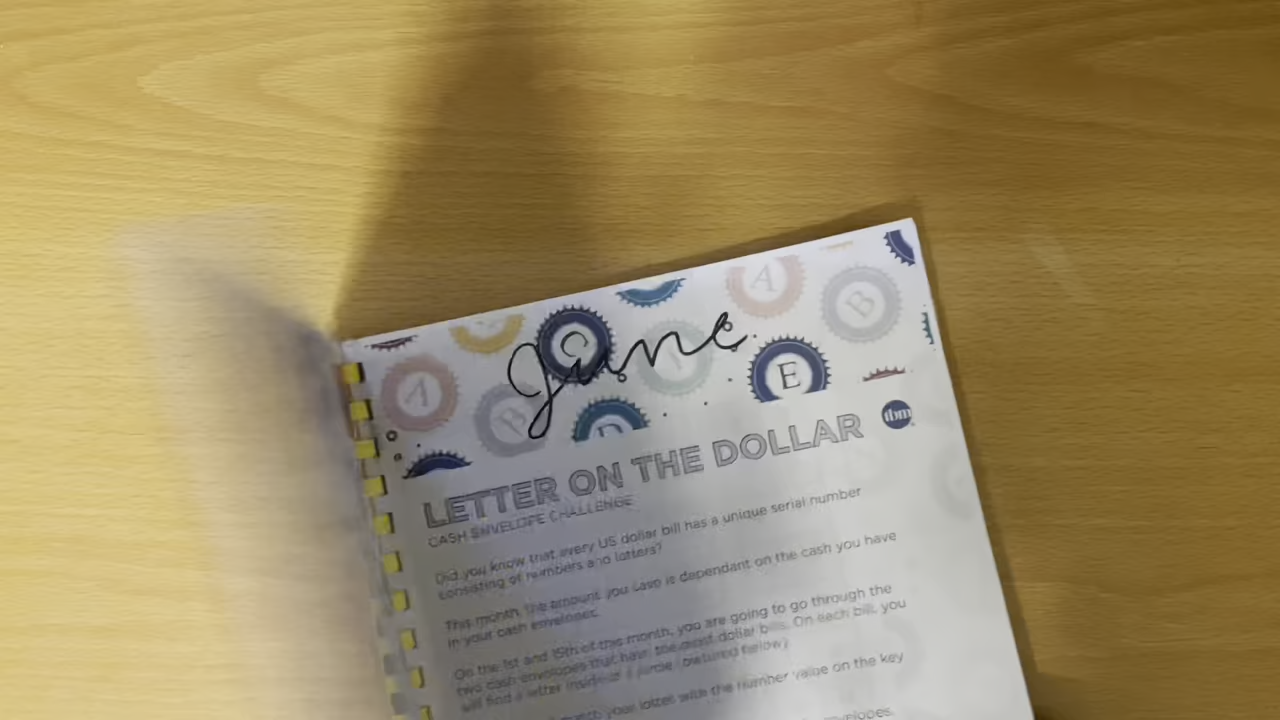 A
B
C
A
E
A
B
D
June
LETTER ON THE DOLLAR
tbm
CASH ENVELOPE CHALLENGE
Did you know that every US dollar bill has a unique serial number
consisting of numbers and letters?
This month, the amount you save is dependant on the cash you have
in your cash envelopes.
On the 1st and 15th of this month, you are going to go through the
two cash envelopes that have the most dollar bills. On each bill, you
will find a letter inside of a circle (pictured below)
your letter with the number value on the key
envelopes.